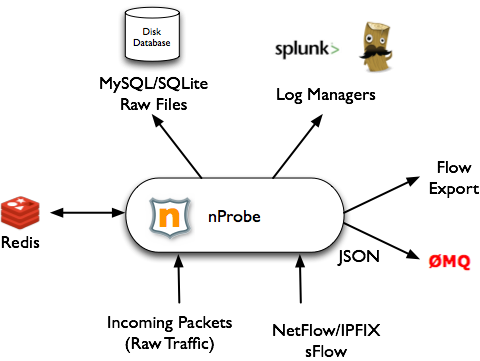 Disk
Database
splunk>
MySQL/SQLite
Raw Files
Log Managers
Flow
Export
n
nProbe
Redis
JSON
ØMQ
Incoming Packets
(Raw Traffic)
NetFlow/IPFIX
sFlow